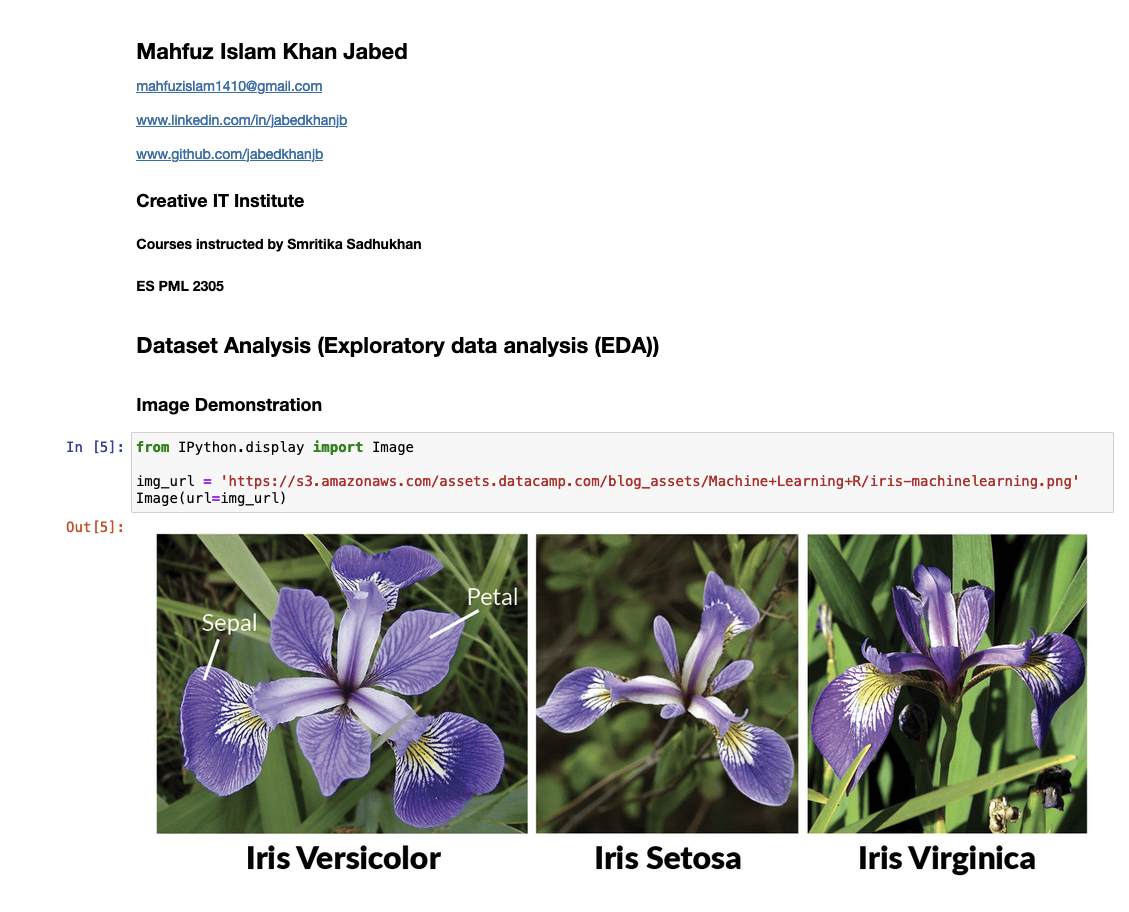 Mahfuz Islam Khan Jabed
mahfuzislam1410@gmail.com
www.linkedin.com/in/jabedkhanjb
www.github.com/jabedkhanjb
Creative IT Institute
Courses instructed by Smritika Sadhukhan
ES PML 2305
Dataset Analysis (Exploratory data analysis (EDA))
Image Demonstration
In [5]: from IPython.display import Image
img_url = 'https://s3.amazonaws.com/assets.datacamp.com/blog_assets/Machine+Learning+R/iris-machinelearning.png'
Image(url=img_url)
Out[5]:
Sepal
Petal
Iris Versicolor
Iris Setosa
Iris Virginica